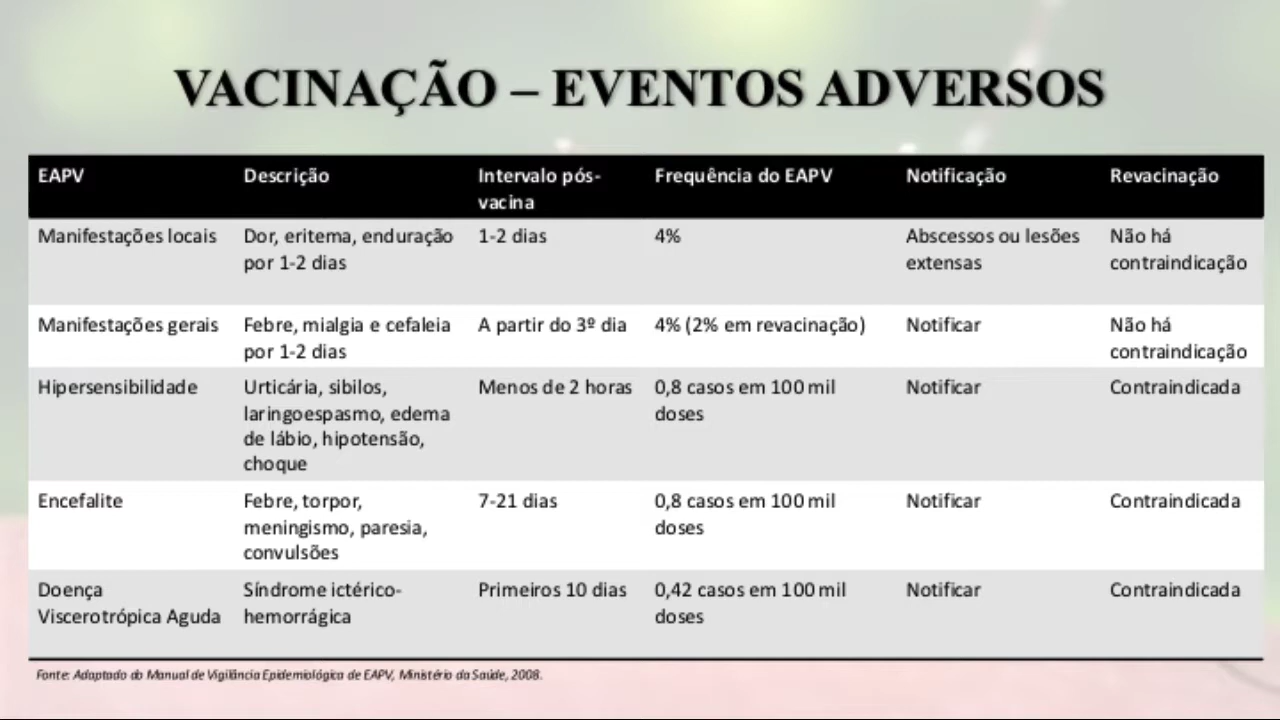 VACINAÇÃO – EVENTOS ADVERSOS
EAPV Descrição Intervalo pós- Frequência do EAPV Notificação Revacinação
vacina
Manifestações locais Dor, eritema, enduração 1-2 dias 4% Abscessos ou lesões Não há
por 1-2 dias extensas contraindicação
Manifestações gerais Febre, mialgia e cefaleia A partir do 3º dia 4% (2% em revacinação) Notificar Não há
por 1-2 dias contraindicação
Hipersensibilidade Urticária, sibilos, Menos de 2 horas 0,8 casos em 100 mil Notificar Contraindicada
laringoespasmo, edema doses
de lábio, hipotensão,
choque
Encefalite Febre, torpor, 7-21 dias 0,8 casos em 100 mil Notificar Contraindicada
meningismo, paresia, doses
convulsões
Doença Síndrome ictérico- Primeiros 10 dias 0,42 casos em 100 mil Notificar Contraindicada
Viscerotrópica Aguda hemorrágica doses
Fonte: Adaptado do Manual de Vigilância Epidemiológica de EAPV, Ministério da Saúde, 2008.